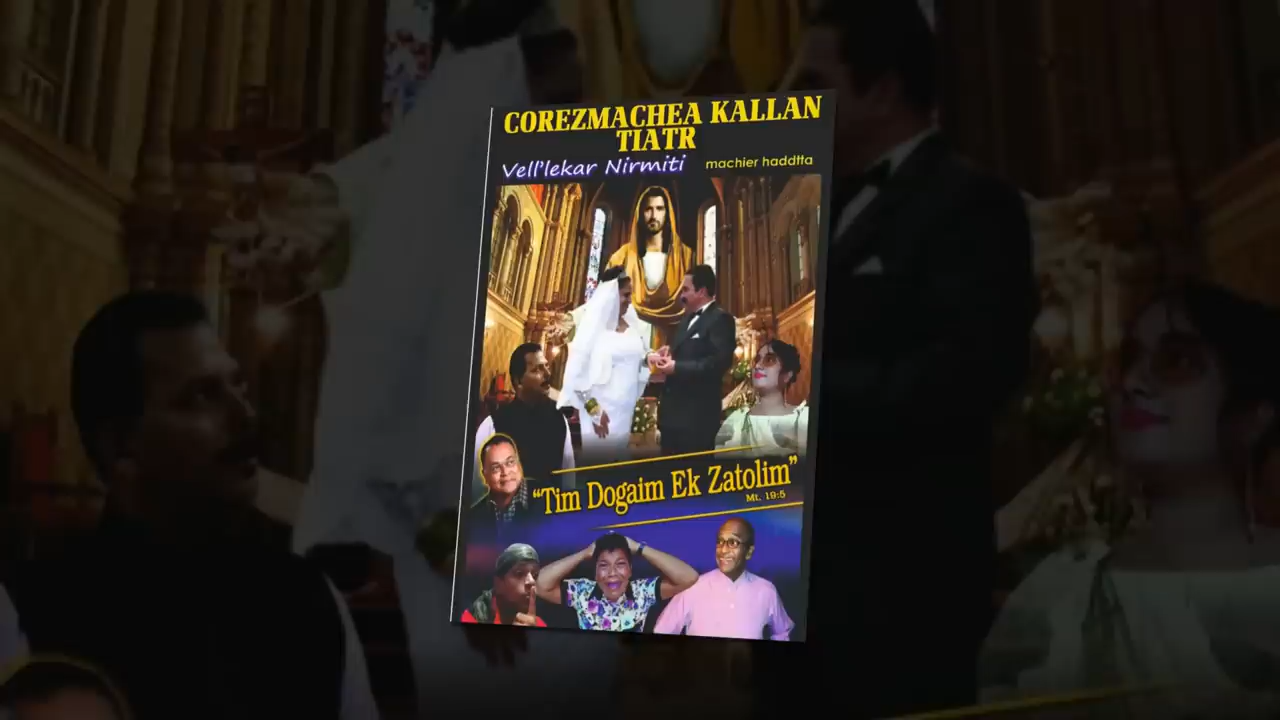 COREZMACHEA KALLAN
TIATR
Vell'lekar Nirmiti machier haddtta
“Tim Dogaim Ek Zatolim”
Mt. 19:5